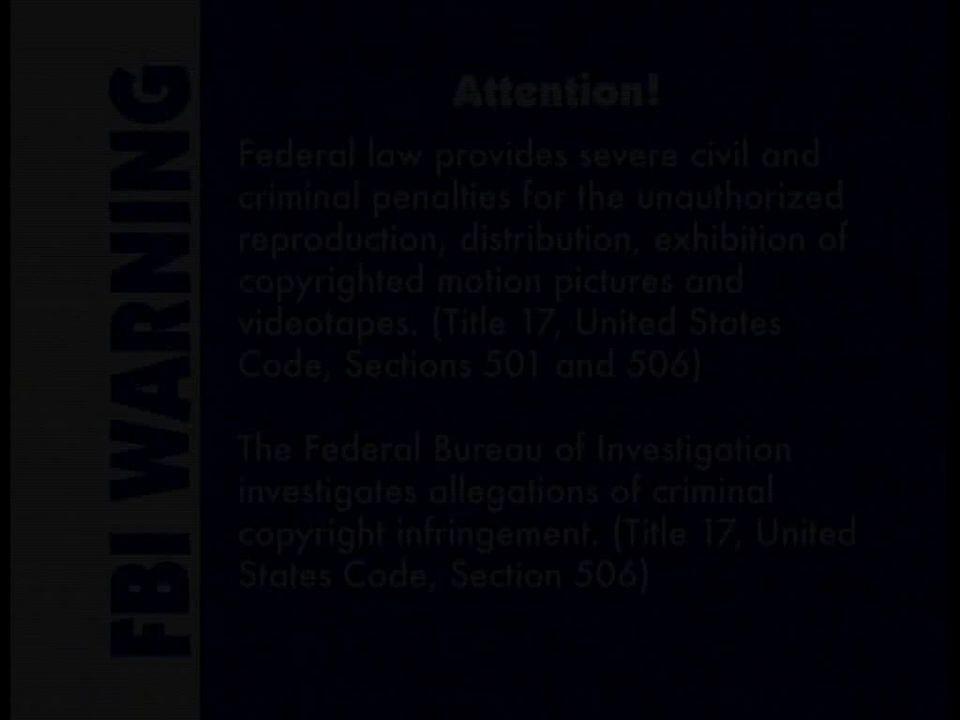 FBI WARNING
Attention!
Federal law provides severe civil and
criminal penalties for the unauthorized
reproduction, distribution, exhibition of
copyrighted motion pictures and
videotapes. (Title 17, United States
Code, Sections 501 and 506)
The Federal Bureau of Investigation
investigates allegations of criminal
copyright infringement. (Title 17, United
States Code, Section 506)